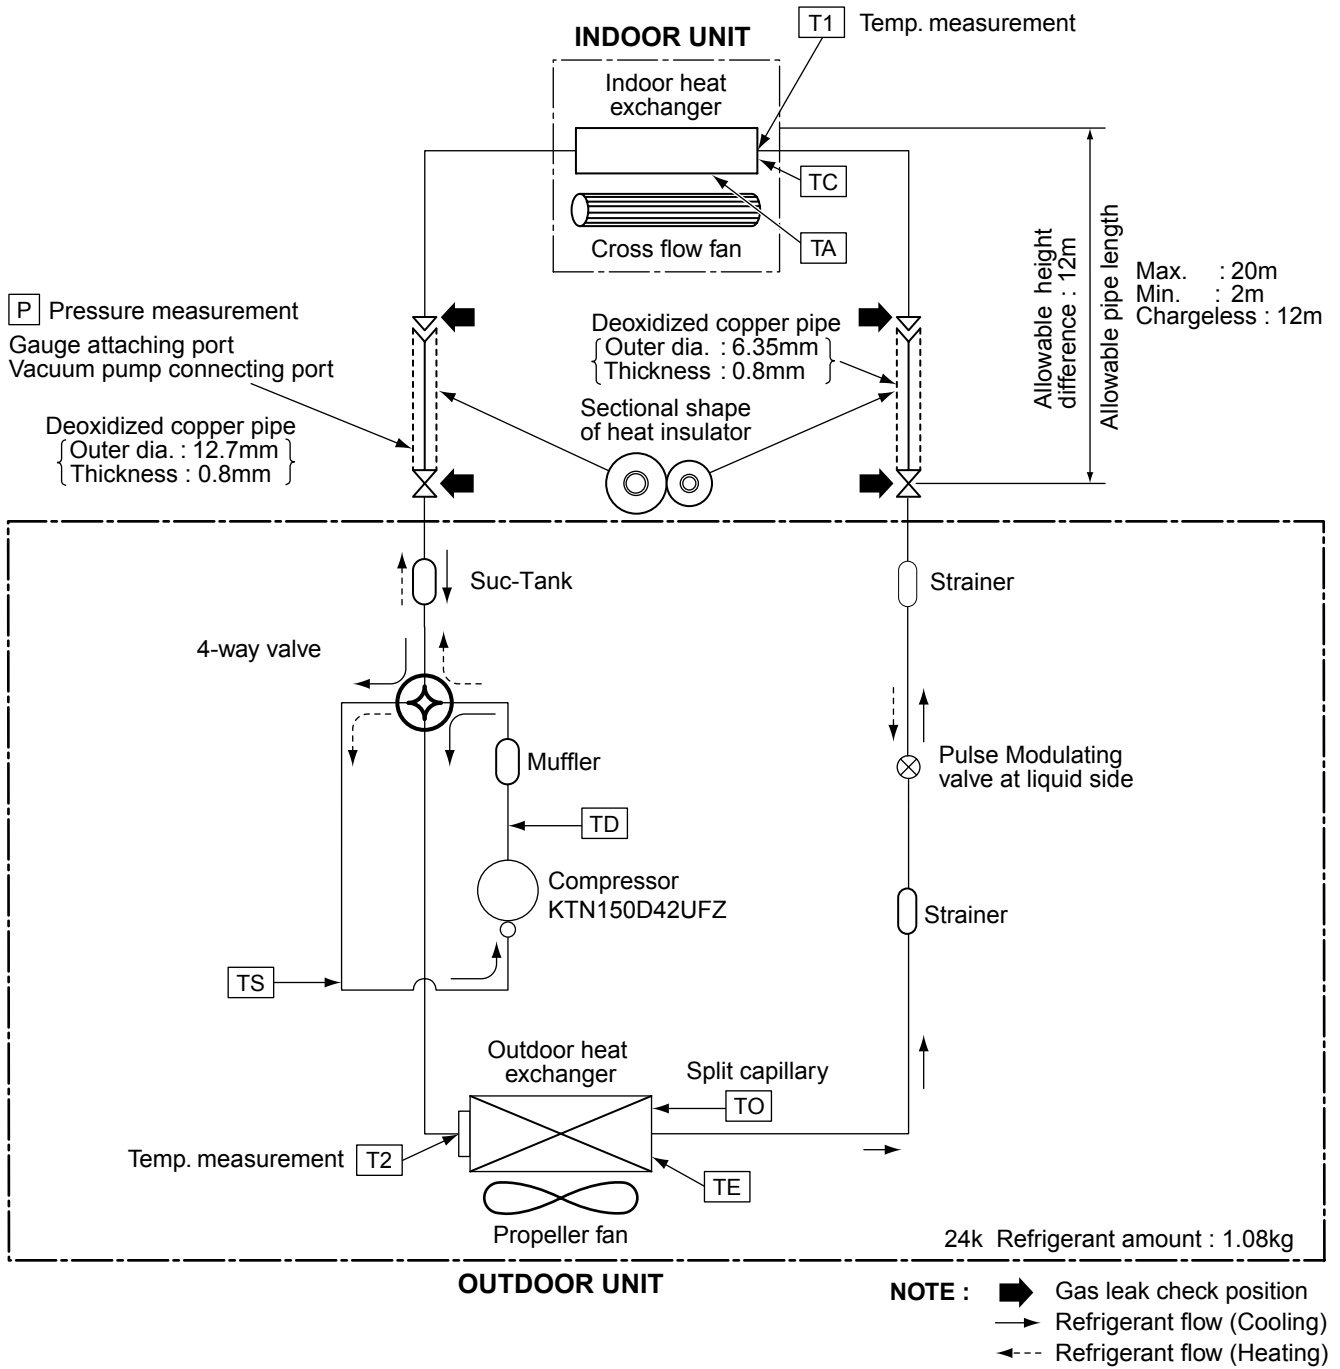 T1 Temp. measurement
INDOOR UNIT
Indoor heat
exchanger
TC
TA
Cross flow fan
Allowable height
difference : 12m
Allowable pipe length
Max. : 20m
Min. : 2m
Chargeless : 12m
P Pressure measurement
Gauge attaching port
Vacuum pump connecting port
Deoxidized copper pipe
Outer dia. : 12.7mm
Thickness : 0.8mm
Deoxidized copper pipe
Outer dia. : 6.35mm
Thickness : 0.8mm
Sectional shape
of heat insulator
Suc-Tank
Strainer
4-way valve
Muffler
Pulse Modulating
valve at liquid side
TD
Compressor
KTN150D42UFZ
Strainer
TS
Outdoor heat
exchanger
Split capillary
TO
Temp. measurement T2
TE
Propeller fan
24k Refrigerant amount : 1.08kg
OUTDOOR UNIT
NOTE : Gas leak check position
Refrigerant flow (Cooling)
Refrigerant flow (Heating)